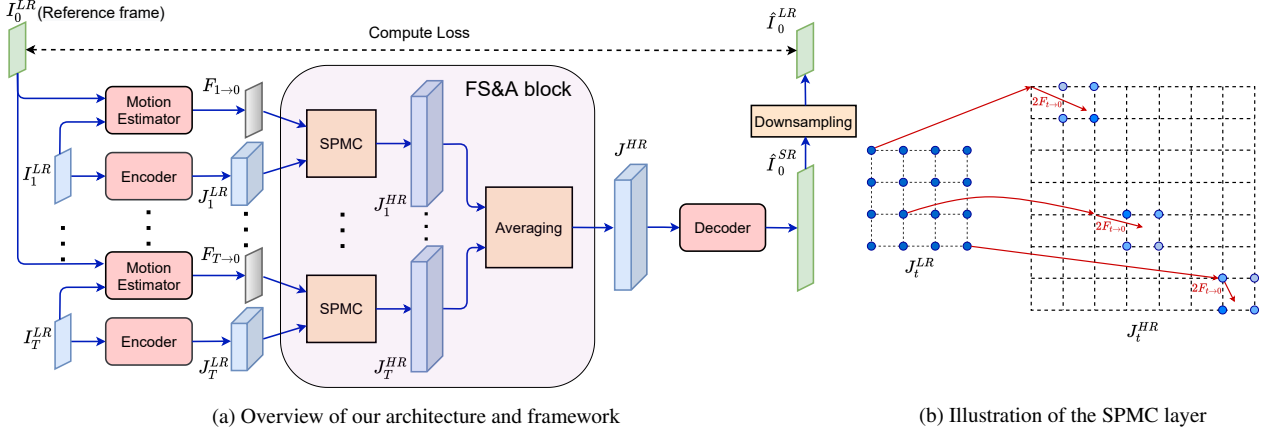 I_0^{LR} (Reference frame)
Compute Loss
\hat{I}_0^{LR}
F_{1→0}
FS&A block
Motion Estimator
SPMC
Downsampling
2F_{t→0}
I_1^{LR}
Encoder
J_1^{LR}
J_1^{HR}
J^{HR}
\hat{I}_0^{SR}
Averaging
Decoder
2F_{t→0}
F_{T→0}
Motion Estimator
J_t^{LR}
SPMC
2F_{t→0}
I_T^{LR}
Encoder
J_T^{LR}
J_T^{HR}
J_t^{HR}
(a) Overview of our architecture and framework
(b) Illustration of the SPMC layer